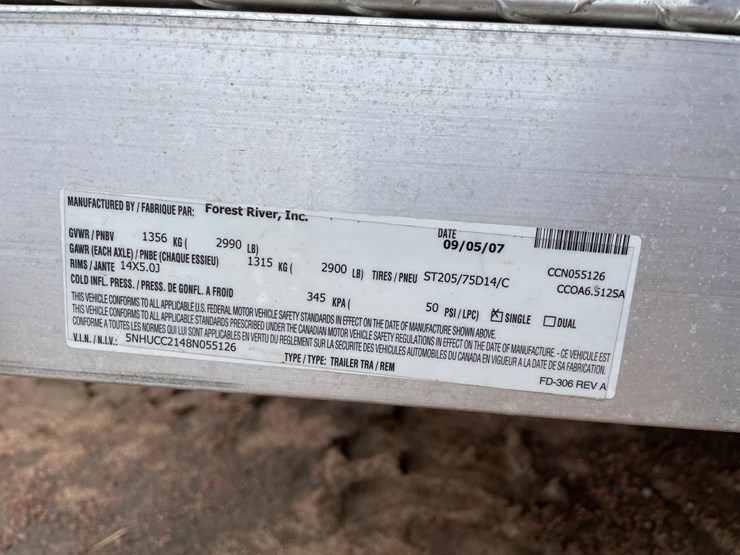 MANUFACTURED BY / FABRIQUE PAR: Forest River, Inc.
DATE
09/05/07
GVWR / PNBV 1356 KG ( 2990 LB)
GAWR (EACH AXLE) / PNBE (CHAQUE ESSIEU) 1315 KG ( 2900 LB) TIRES / PNEU ST205/75D14/C
CCN055126
RIMS / JANTE 14X5.0J
CCOA6.512SA
COLD INFL. PRESS. / PRESS. DE GONFL. A FROID 345 KPA ( 50 PSI / LPC) ☒ SINGLE ☐ DUAL
THIS VEHICLE CONFORMS TO ALL APPLICABLE U.S. FEDERAL MOTOR VEHICLE SAFETY STANDARDS IN EFFECT ON THE DATE OF MANUFACTURE SHOWN ABOVE.
THIS VEHICLE CONFORMS TO ALL APPLICABLE STANDARDS PRESCRIBED UNDER THE CANADIAN MOTOR VEHICLE SAFETY REGULATIONS IN EFFECT ON THE DATE OF MANUFACTURE. - CE VEHICULE EST
CONFORME A TOUTES LES NORMES QUI LUI SONT APPLICABLES EN VERTU DU REGLEMENT SUR LA SECURITE DES VEHICULES AUTOMOBILES DU CANADA EN VIGUEUR A LA DATE DE SA FABRICATION.
V.I.N. / N.I.V.: 5NHUCC2148N055126
TYPE / TYPE: TRAILER TRA / REM
FD-306 REV A